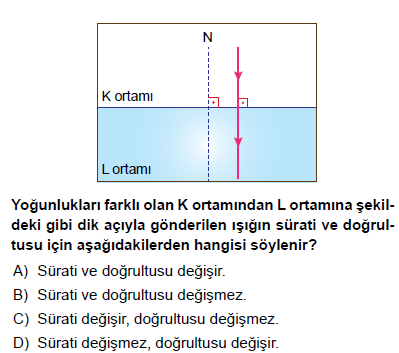 N
K ortamı
L ortamı
Yoğunlukları farklı olan K ortamından L ortamına şekil-
deki gibi dik açıyla gönderilen ışığın sürati ve doğrul-
tusu için aşağıdakilerden hangisi söylenir?
A) Sürati ve doğrultusu değişir.
B) Sürati ve doğrultusu değişmez.
C) Sürati değişir, doğrultusu değişmez.
D) Sürati değişmez, doğrultusu değişir.